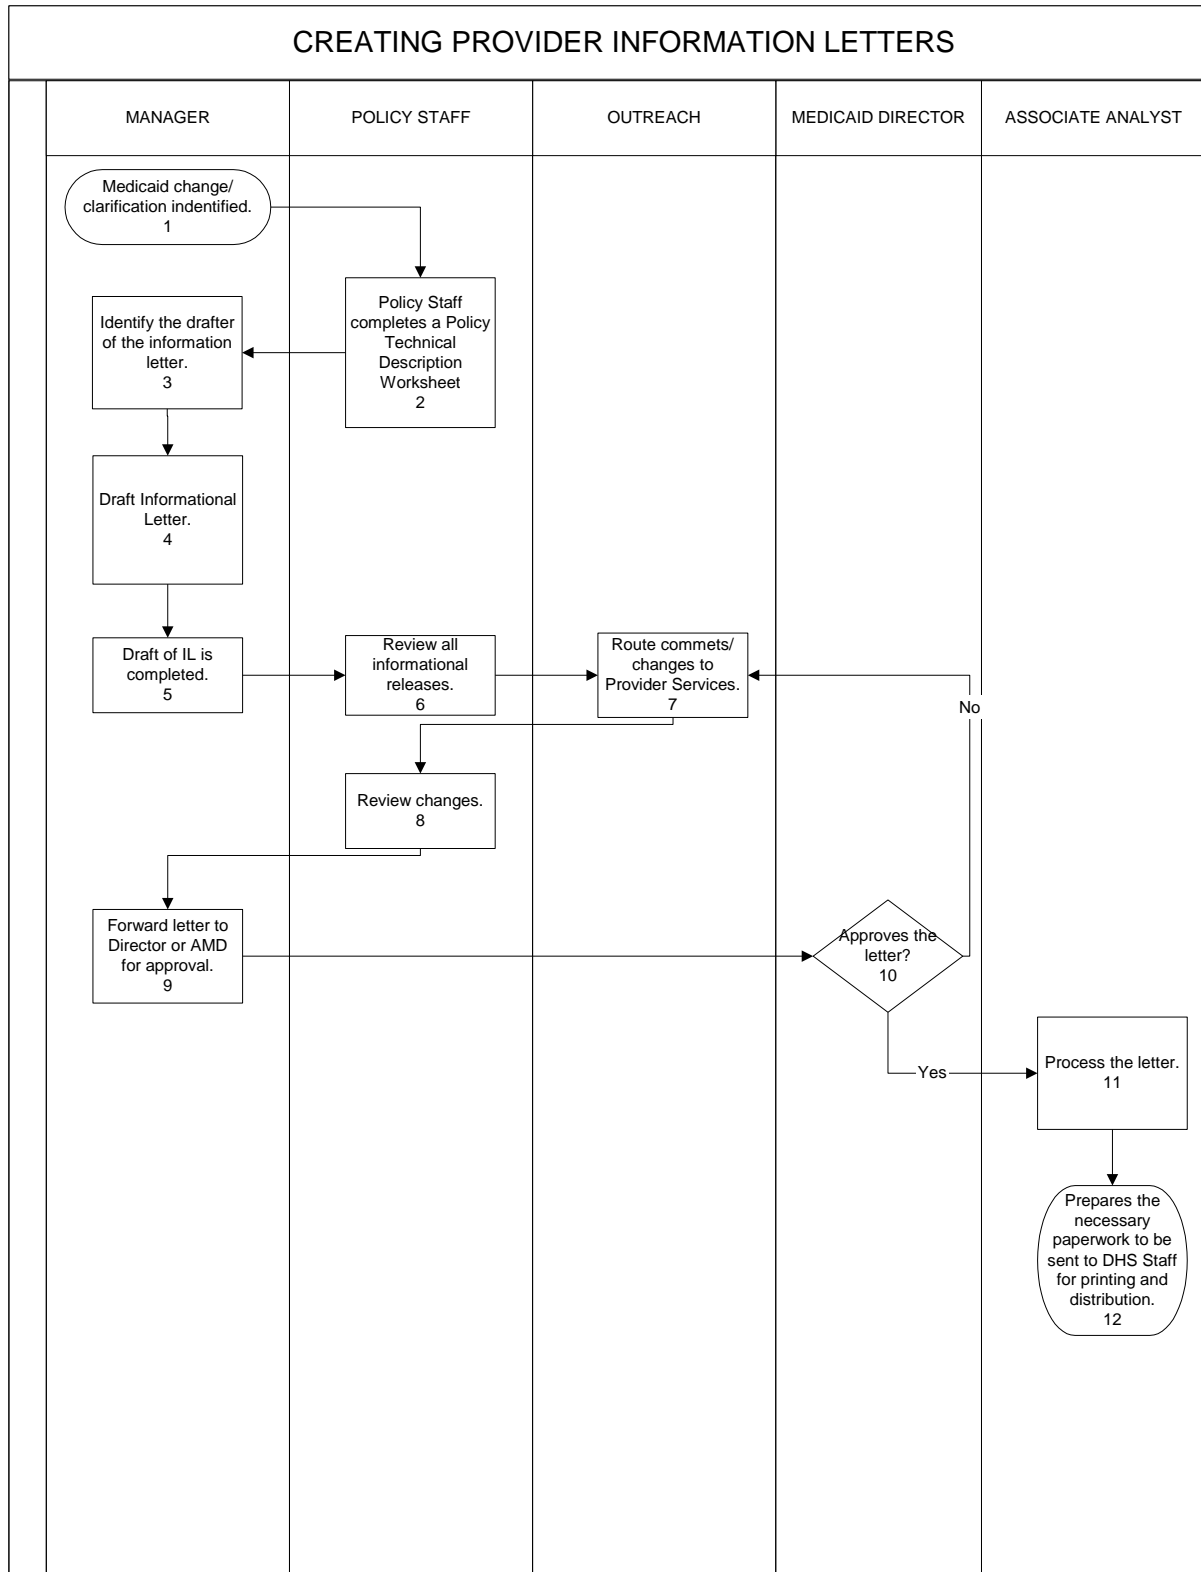 CREATING PROVIDER INFORMATION LETTERS
MANAGER
POLICY STAFF
OUTREACH
MEDICAID DIRECTOR
ASSOCIATE ANALYST
Medicaid change/
clarification indentified.
1
Policy Staff
completes a Policy
Technical
Description
Worksheet
2
Identify the drafter
of the information
letter.
3
Draft Informational
Letter.
4
Draft of IL is
completed.
5
Review all
informational
releases.
6
Route commets/
changes to
Provider Services.
7
No
Review changes.
8
Forward letter to
Director or AMD
for approval.
9
Approves the
letter?
10
Yes
Process the letter.
11
Prepares the
necessary
paperwork to be
sent to DHS Staff
for printing and
distribution.
12